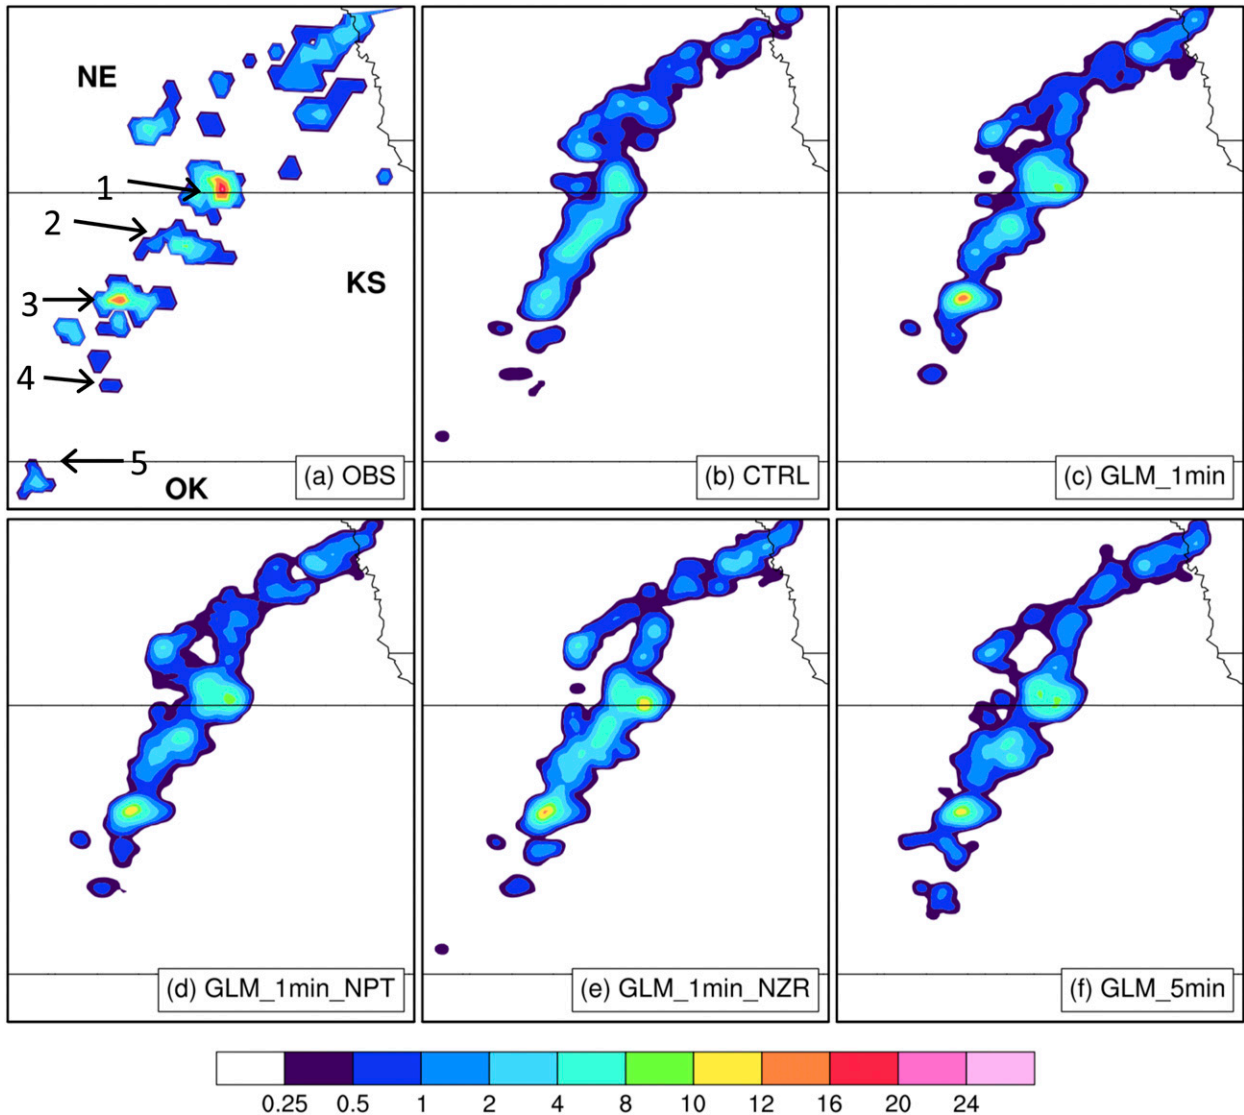 NE
1
2
KS
3
4
5
OK
(a) OBS
(b) CTRL
(c) GLM_1min
(d) GLM_1min_NPT
(e) GLM_1min_NZR
(f) GLM_5min
0.25 0.5 1 2 4 6 8 10 12 16 20 24